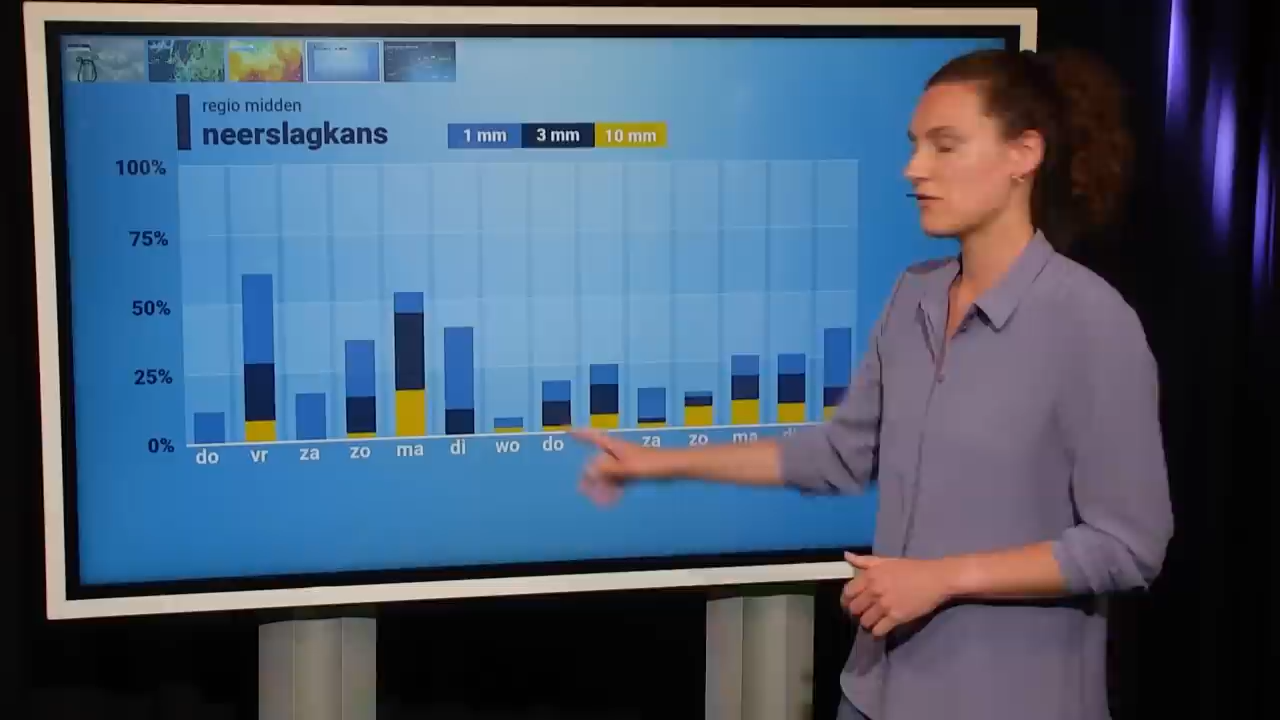 regio midden
neerslagkans
1 mm 3 mm 10 mm
100%
75%
50%
25%
0%
do vr za zo ma di wo do za zo ma di